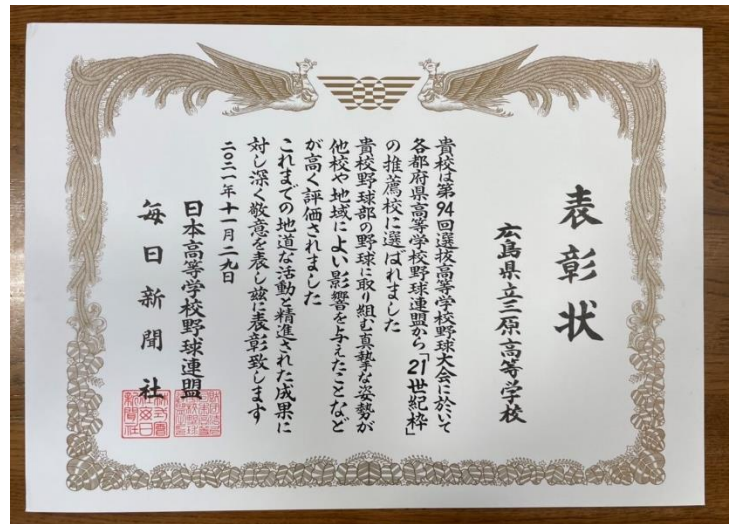 表彰状
広島県立三原高等学校
貴校は第94回選抜高等学校野球大会に於いて
各都府県高等学校野球連盟から「21世紀枠」
の推薦校に選ばれました
貴校野球部の野球に取り組む真摯な姿勢が
他校や地域によい影響を与えたことなど
が高く評価されました
これまでの地道な活動と精進された成果に
対し深く敬意を表し玆に表彰致します
二〇二一年十一月二九日
日本高等学校野球連盟
毎日新聞社